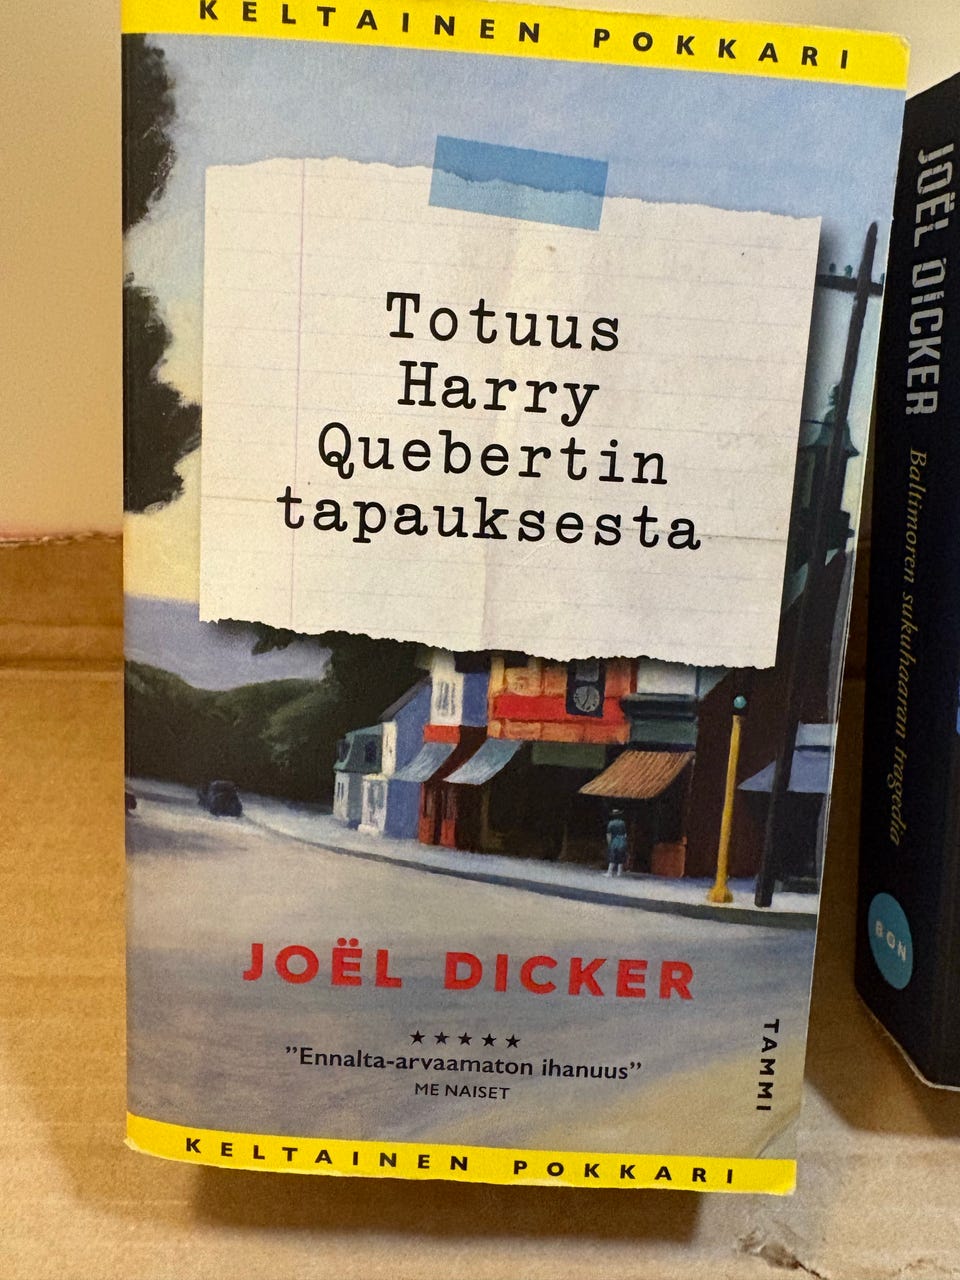 KELTAINEN POKKARI
Totuus
Harry
Quebertin
tapauksesta
JOËL DICKER
★★★★★
”Ennalta-arvaamaton ihanuus”
ME NAISET
TAMMI
KELTAINEN POKKARI
JOËL DICKER
Baltimoren sukuhaaran tragedia
BON